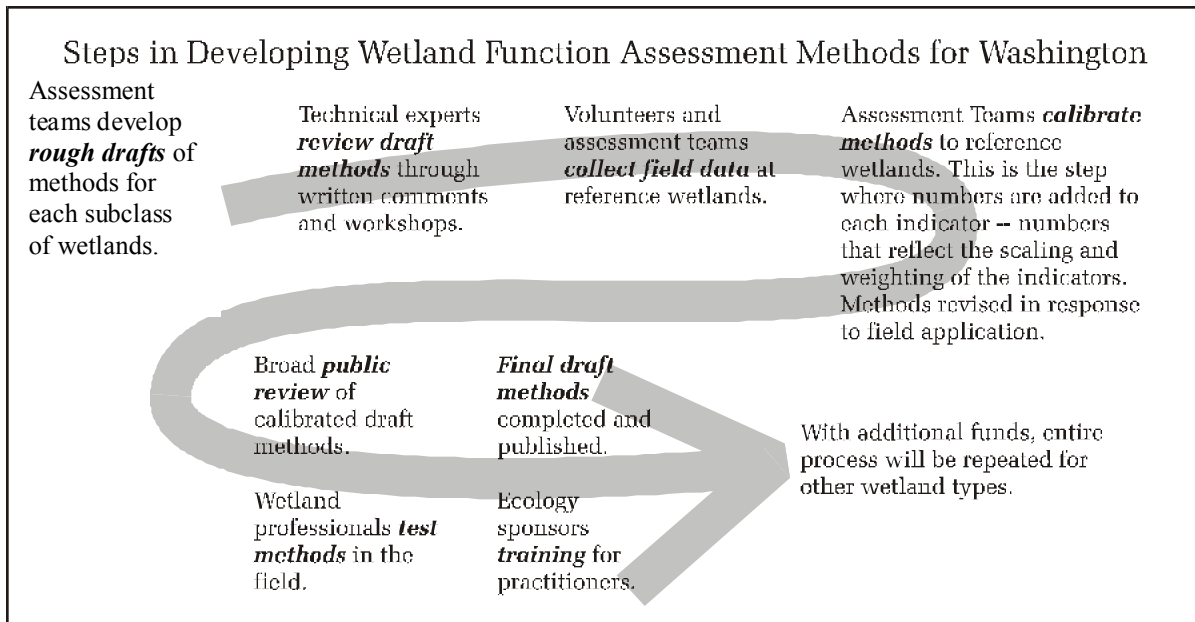 Steps in Developing Wetland Function Assessment Methods for Washington
Assessment
teams develop
rough drafts of
methods for
each subclass
of wetlands.
Technical experts
review draft
methods through
written comments
and workshops.
Volunteers and
assessment teams
collect field data at
reference wetlands.
Assessment Teams calibrate
methods to reference
wetlands. This is the step
where numbers are added to
each indicator -- numbers
that reflect the scaling and
weighting of the indicators.
Methods revised in response
to field application.
Broad public
review of
calibrated draft
methods.
Final draft
methods
completed and
published.
Wetland
professionals test
methods in the
field.
Ecology
sponsors
training for
practitioners.
With additional funds, entire
process will be repeated for
other wetland types.